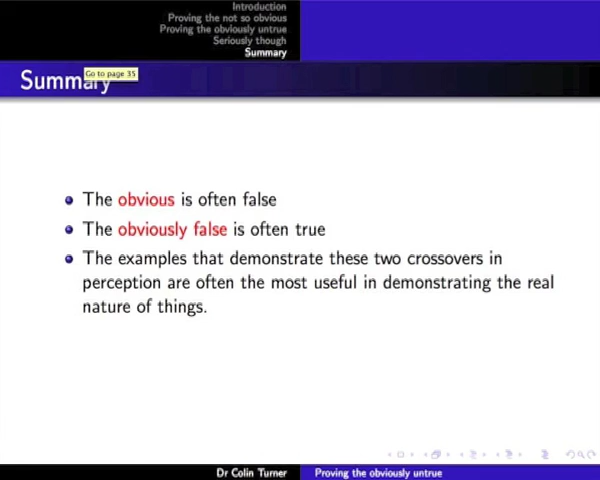 Introduction
Proving the not so obvious
Proving the obviously untrue
Seriously though
Summary
Summary
Go to page 35
The obvious is often false
The obviously false is often true
The examples that demonstrate these two crossovers in
perception are often the most useful in demonstrating the real
nature of things.
Dr Colin Turner
Proving the obviously untrue